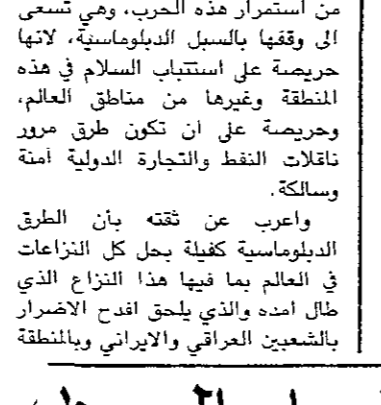 من استمرار هذه الحرب، وهي تسعى
الى وقفها بالسبل الدبلوماسية، لانها
حريصة على استتباب السلام في هذه
المنطقة وغيرها من مناطق العالم،
وحريصة على ان تكون طرق مرور
ناقلات النفط والتجارة الدولية آمنة
وسالكة.
واعرب عن ثقته بأن الطرق
الدبلوماسية كفيلة بحل كل النزاعات
في العالم بما فيها هذا النزاع الذي
طال امده والذي يلحق افدح الاضرار
بالشعبين العراقي والايراني وبالمنطقة